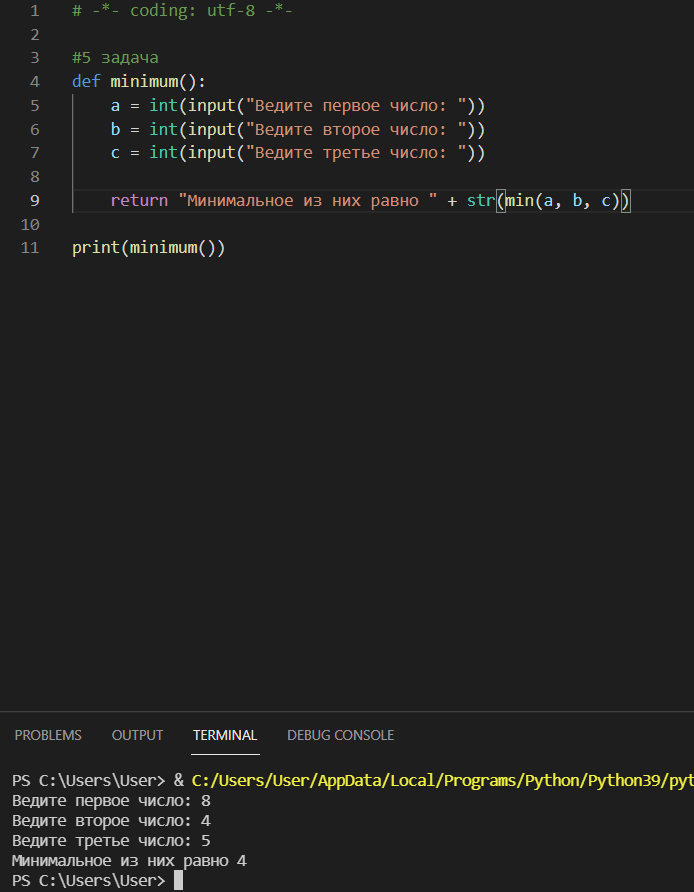 1 # -*- coding: utf-8 -*-
2
3 #5 задача
4 def minimum():
5 a = int(input("Ведите первое число: "))
6 b = int(input("Ведите второе число: "))
7 c = int(input("Ведите третье число: "))
8
9 return "Минимальное из них равно " + str(min(a, b, c))
10
11 print(minimum())
PROBLEMS OUTPUT TERMINAL DEBUG CONSOLE
PS C:\Users\User> & C:/Users/User/AppData/Local/Programs/Python/Python39/pyt
Ведите первое число: 8
Ведите второе число: 4
Ведите третье число: 5
Минимальное из них равно 4
PS C:\Users\User>